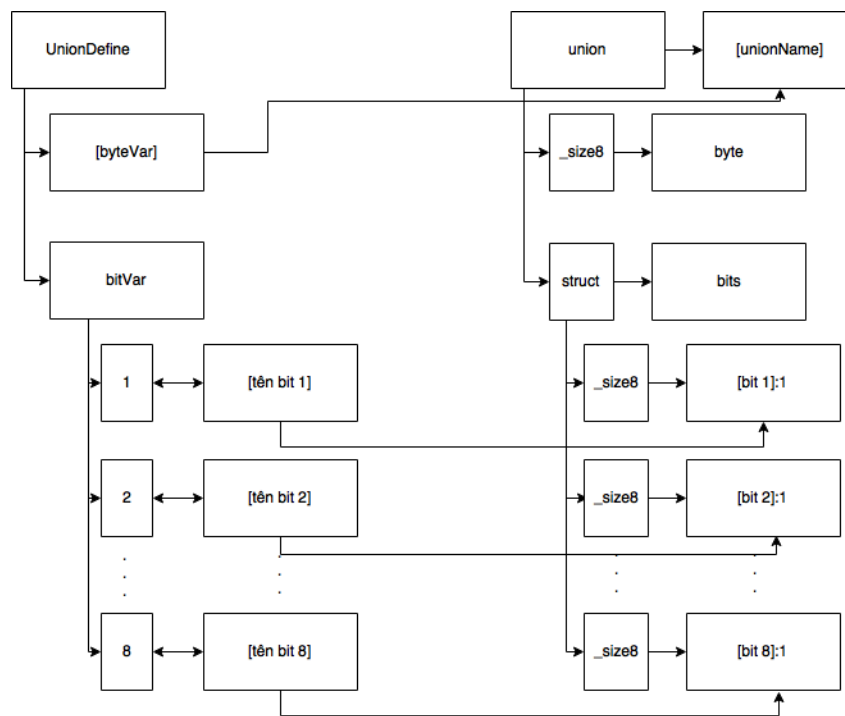 UnionDefine
union
[unionName]
[byteVar]
_size8
byte
bitVar
struct
bits
1
[tên bit 1]
_size8
[bit 1]:1
2
[tên bit 2]
_size8
[bit 2]:1
8
[tên bit 8]
_size8
[bit 8]:1